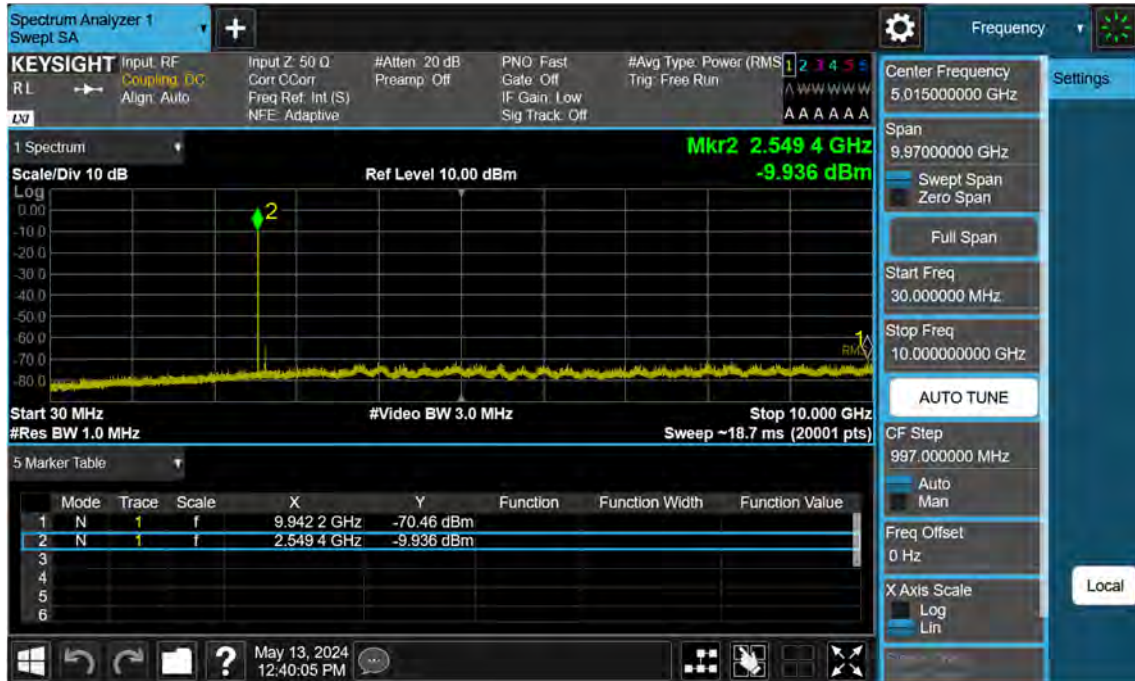 Spectrum Analyzer 1
Swept SA
Frequency
KEYSIGHT
RL
LXI
Input: RF
Coupling: DC
Align: Auto
Input Z: 50 Ω
Corr CCorr
Freq Ref: Int (S)
NFE: Adaptive
#Atten: 20 dB
Preamp: Off
PNO: Fast
Gate: Off
IF Gain: Low
Sig Track: Off
#Avg Type: Power (RMS
Trig: Free Run
1 2 3 4 5 6
A W W W W W
A A A A A A
1 Spectrum
Scale/Div 10 dB
Ref Level 10.00 dBm
Mkr2 2.549 4 GHz
-9.936 dBm
Log
0.00
-10.0
-20.0
-30.0
-40.0
-50.0
-60.0
-70.0
-80.0
2
1
RMS
Start 30 MHz
#Video BW 3.0 MHz
Stop 10.000 GHz
#Res BW 1.0 MHz
Sweep ~18.7 ms (20001 pts)
5 Marker Table
Mode Trace Scale X Y Function Function Width Function Value
1 N 1 f 9.942 2 GHz -70.46 dBm
2 N 1 f 2.549 4 GHz -9.936 dBm
3
4
5
6
May 13, 2024
12:40:05 PM
Center Frequency
5.015000000 GHz
Span
9.97000000 GHz
Swept Span
Zero Span
Full Span
Start Freq
30.000000 MHz
Stop Freq
10.000000000 GHz
AUTO TUNE
CF Step
997.000000 MHz
Auto
Man
Freq Offset
0 Hz
X Axis Scale
Log
Lin
Settings
Local